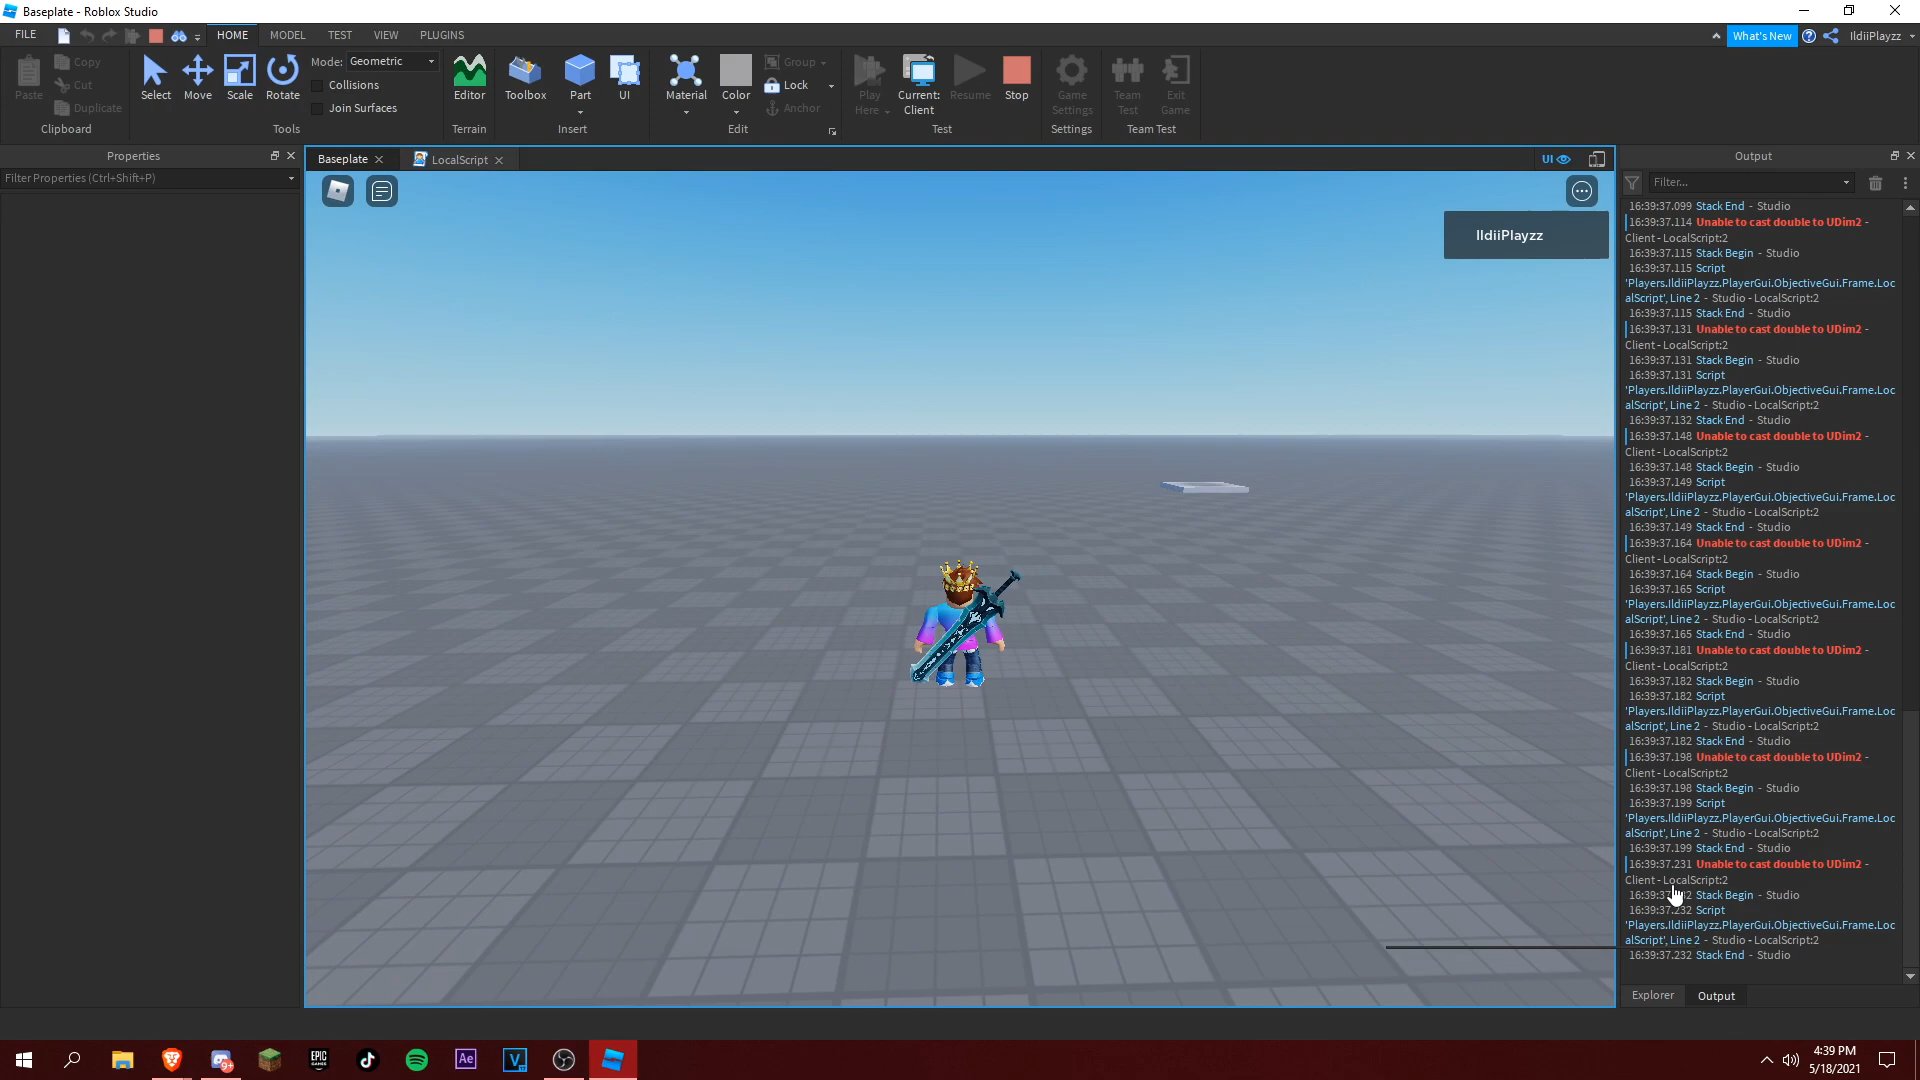 Baseplate - Roblox Studio
FILE
HOME
MODEL
TEST
VIEW
PLUGINS
What's New
IldiiPlayzz
Paste
Copy
Cut
Duplicate
Clipboard
Select
Move
Scale
Rotate
Mode: Geometric
Collisions
Join Surfaces
Tools
Editor
Terrain
Toolbox
Part
UI
Insert
Material
Color
Group
Lock
Anchor
Edit
Play
Here
Current:
Client
Resume
Stop
Test
Game
Settings
Settings
Team
Test
Exit
Game
Team Test
Properties
Filter Properties (Ctrl+Shift+P)
Baseplate
LocalScript
UI
IldiiPlayzz
Output
Filter...
16:39:37.099 Stack End - Studio
16:39:37.114 Unable to cast double to UDim2 -
Client - LocalScript:2
16:39:37.115 Stack Begin - Studio
16:39:37.115 Script
'Players.IldiiPlayzz.PlayerGui.ObjectiveGui.Frame.Loc
alScript', Line 2 - Studio - LocalScript:2
16:39:37.115 Stack End - Studio
16:39:37.131 Unable to cast double to UDim2 -
Client - LocalScript:2
16:39:37.131 Stack Begin - Studio
16:39:37.131 Script
'Players.IldiiPlayzz.PlayerGui.ObjectiveGui.Frame.Loc
alScript', Line 2 - Studio - LocalScript:2
16:39:37.132 Stack End - Studio
16:39:37.148 Unable to cast double to UDim2 -
Client - LocalScript:2
16:39:37.148 Stack Begin - Studio
16:39:37.149 Script
'Players.IldiiPlayzz.PlayerGui.ObjectiveGui.Frame.Loc
alScript', Line 2 - Studio - LocalScript:2
16:39:37.149 Stack End - Studio
16:39:37.164 Unable to cast double to UDim2 -
Client - LocalScript:2
16:39:37.164 Stack Begin - Studio
16:39:37.165 Script
'Players.IldiiPlayzz.PlayerGui.ObjectiveGui.Frame.Loc
alScript', Line 2 - Studio - LocalScript:2
16:39:37.165 Stack End - Studio
16:39:37.181 Unable to cast double to UDim2 -
Client - LocalScript:2
16:39:37.182 Stack Begin - Studio
16:39:37.182 Script
'Players.IldiiPlayzz.PlayerGui.ObjectiveGui.Frame.Loc
alScript', Line 2 - Studio - LocalScript:2
16:39:37.182 Stack End - Studio
16:39:37.198 Unable to cast double to UDim2 -
Client - LocalScript:2
16:39:37.198 Stack Begin - Studio
16:39:37.199 Script
'Players.IldiiPlayzz.PlayerGui.ObjectiveGui.Frame.Loc
alScript', Line 2 - Studio - LocalScript:2
16:39:37.199 Stack End - Studio
16:39:37.231 Unable to cast double to UDim2 -
Client - LocalScript:2
Stack Begin - Studio
16:39:37.232 Script
'Players.IldiiPlayzz.PlayerGui.ObjectiveGui.Frame.Loc
alScript', Line 2 - Studio - LocalScript:2
16:39:37.232 Stack End - Studio
Explorer
Output
9+
EPIC
GAMES
Ae
V
4:39 PM
5/18/2021